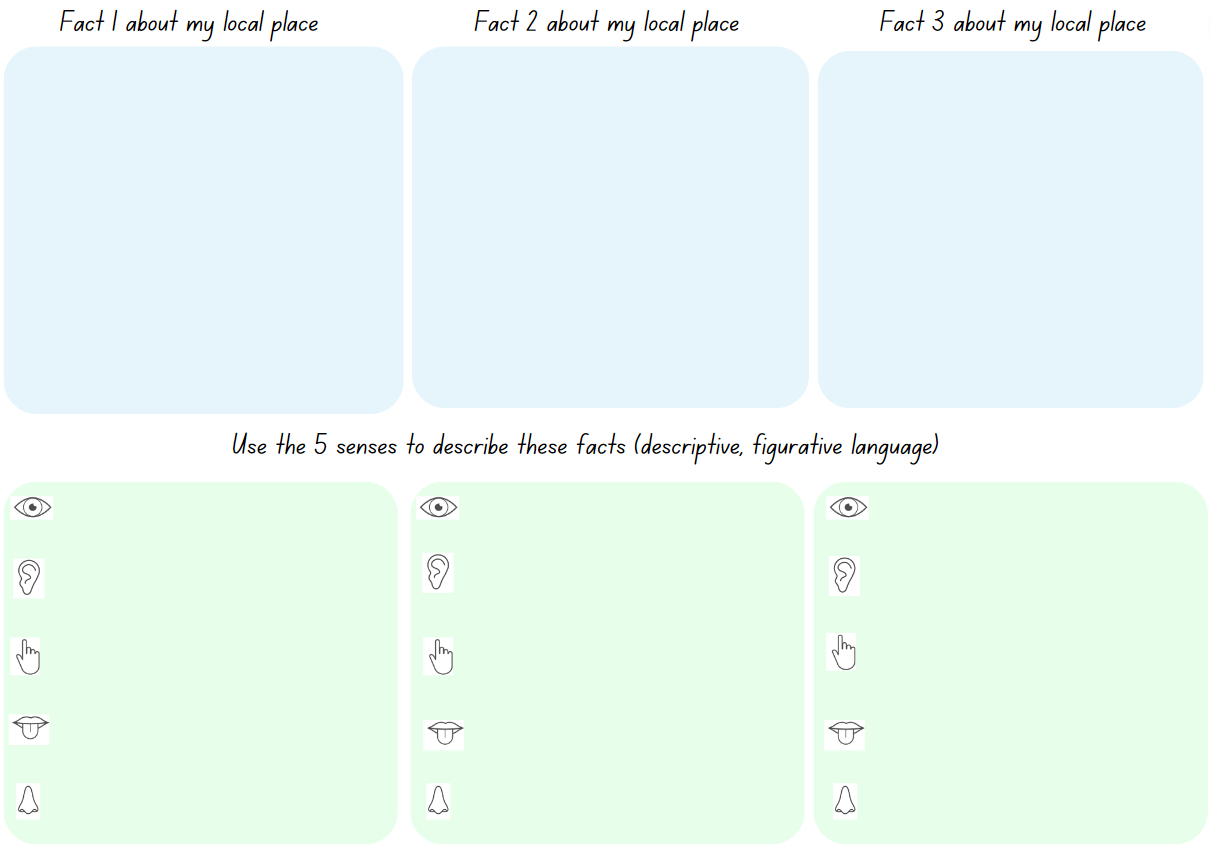 Fact 1 about my local place
Fact 2 about my local place
Fact 3 about my local place
Use the 5 senses to describe these facts (descriptive, figurative language)